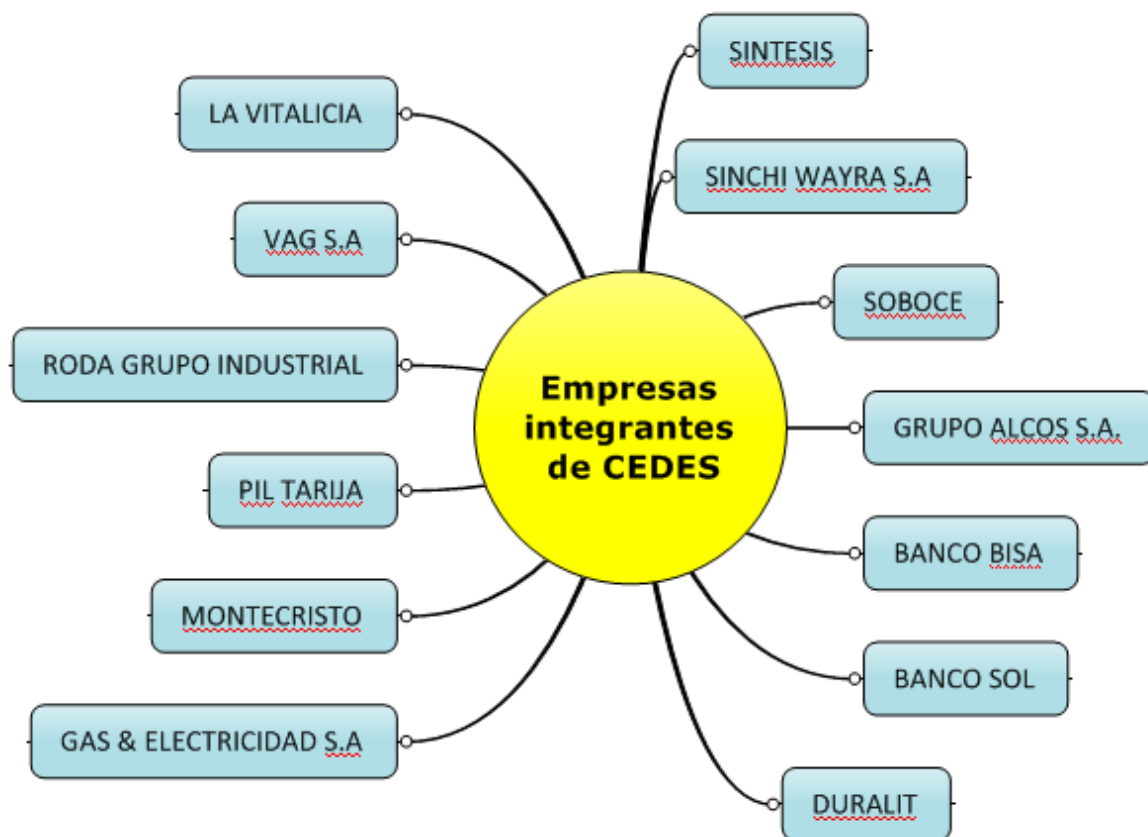 SINTESIS
LA VITALICIA
SINCHI WAYRA S.A
VAG S.A
SOBOCE
RODA GRUPO INDUSTRIAL
Empresas
integrantes
de CEDES
GRUPO ALCOS S.A.
PIL TARIJA
BANCO BISA
MONTECRISTO
BANCO SOL
GAS & ELECTRICIDAD S.A
DURALIT